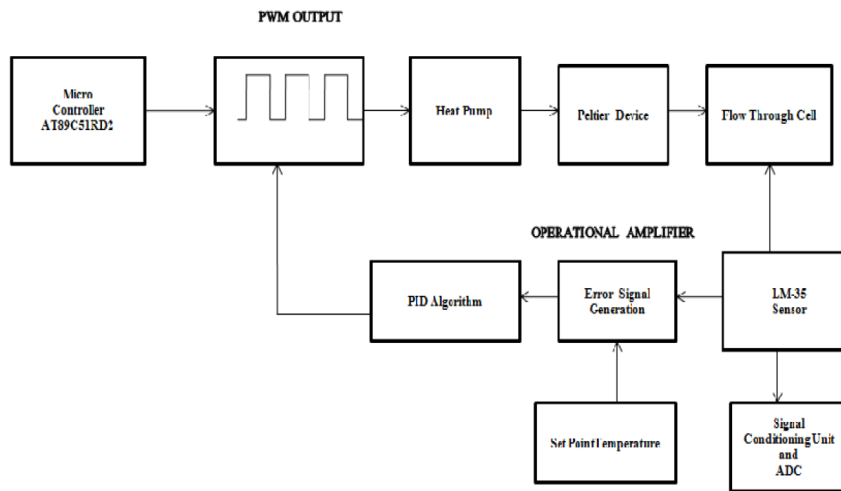 PWM OUTPUT
Micro
Controller
AT89C51RD2
Heat Pump
Peltier Device
Flow Through Cell
OPERATIONAL AMPLIFIER
PID Algorithm
Error Signal
Generation
LM-35
Sensor
Set Point Temperature
Signal
Conditioning Unit
and
ADC